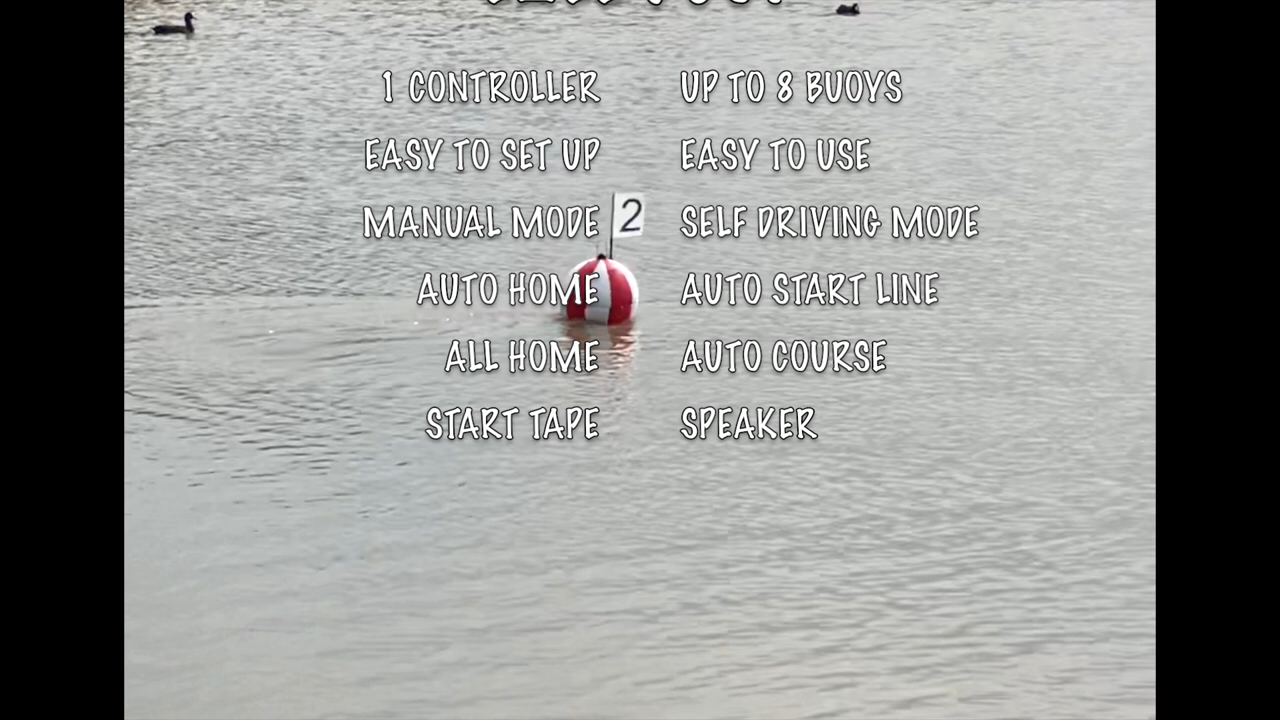 1 CONTROLLER UP TO 8 BUOYS
EASY TO SET UP EASY TO USE
MANUAL MODE SELF DRIVING MODE
2
AUTO HOME AUTO START LINE
ALL HOME AUTO COURSE
START TAPE SPEAKER